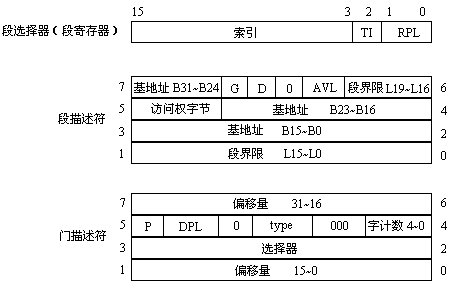 15 3 2 1 0
段选择器（段寄存器） 索引 TI RPL
7 基地址 B31~B24 G D 0 AVL 段界限 L19~L16 6
5 访问权字节 基地址 B23~B16 4
段描述符
3 基地址 B15~B0 2
1 段界限 L15~L0 0
7 偏移量 31~16 6
5 P DPL 0 type 000 字计数 4~0 4
门描述符
3 选择器 2
1 偏移量 15~0 0